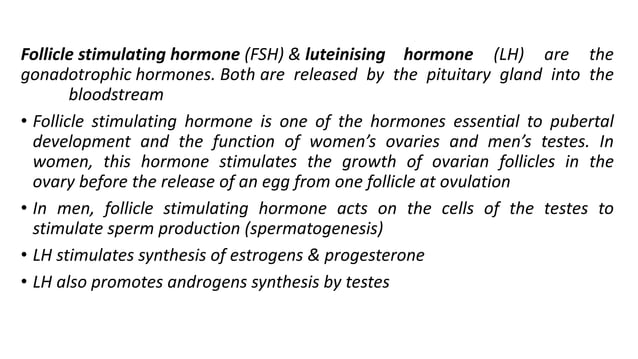 Follicle stimulating hormone (FSH) & luteinising hormone (LH) are the
gonadotrophic hormones. Both are released by the pituitary gland into the
bloodstream
• Follicle stimulating hormone is one of the hormones essential to pubertal
development and the function of women's ovaries and men's testes. In
women, this hormone stimulates the growth of ovarian follicles in the
ovary before the release of an egg from one follicle at ovulation
• In men, follicle stimulating hormone acts on the cells of the testes to
stimulate sperm production (spermatogenesis)
• LH stimulates synthesis of estrogens & progesterone
• LH also promotes androgens synthesis by testes